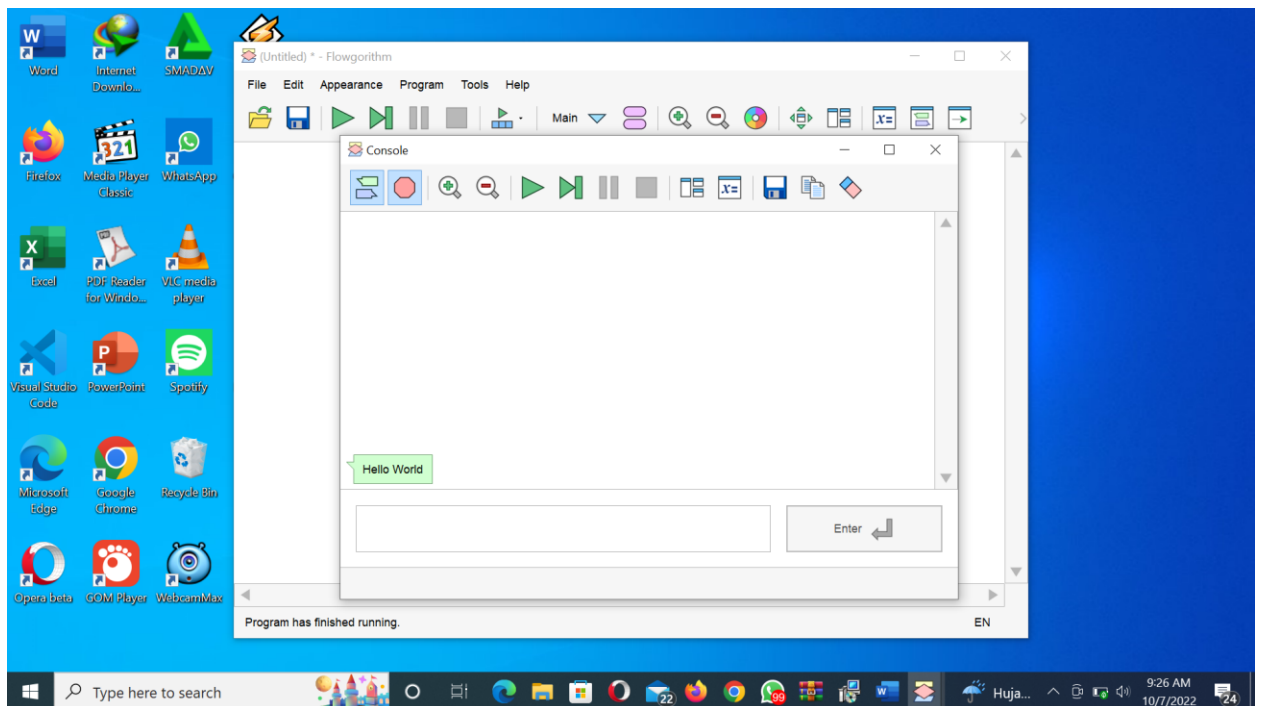 W
Word
Internet
Downlo...
SMADAV
321
Firefox
Media Player
Classic
WhatsApp
X
Excel
PDF
PDF Reader
for Windo...
VLC media
player
Visual Studio
Code
P
PowerPoint
Spotify
Microsoft
Edge
Google
Chrome
Recycle Bin
Opera beta
GOM Player
WebcamMax
(Untitled) * - Flowgorithm
File Edit Appearance Program Tools Help
Main
x=
Console
x=
Hello World
Enter
Program has finished running.
EN
Type here to search
22
99
W
Huja...
9:26 AM
10/7/2022
24